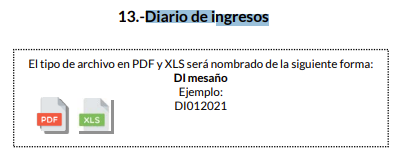 13.-Diario de ingresos
El tipo de archivo en PDF y XLS será nombrado de la siguiente forma:
DI mesaño
Ejemplo:
DI012021
PDF
XLS